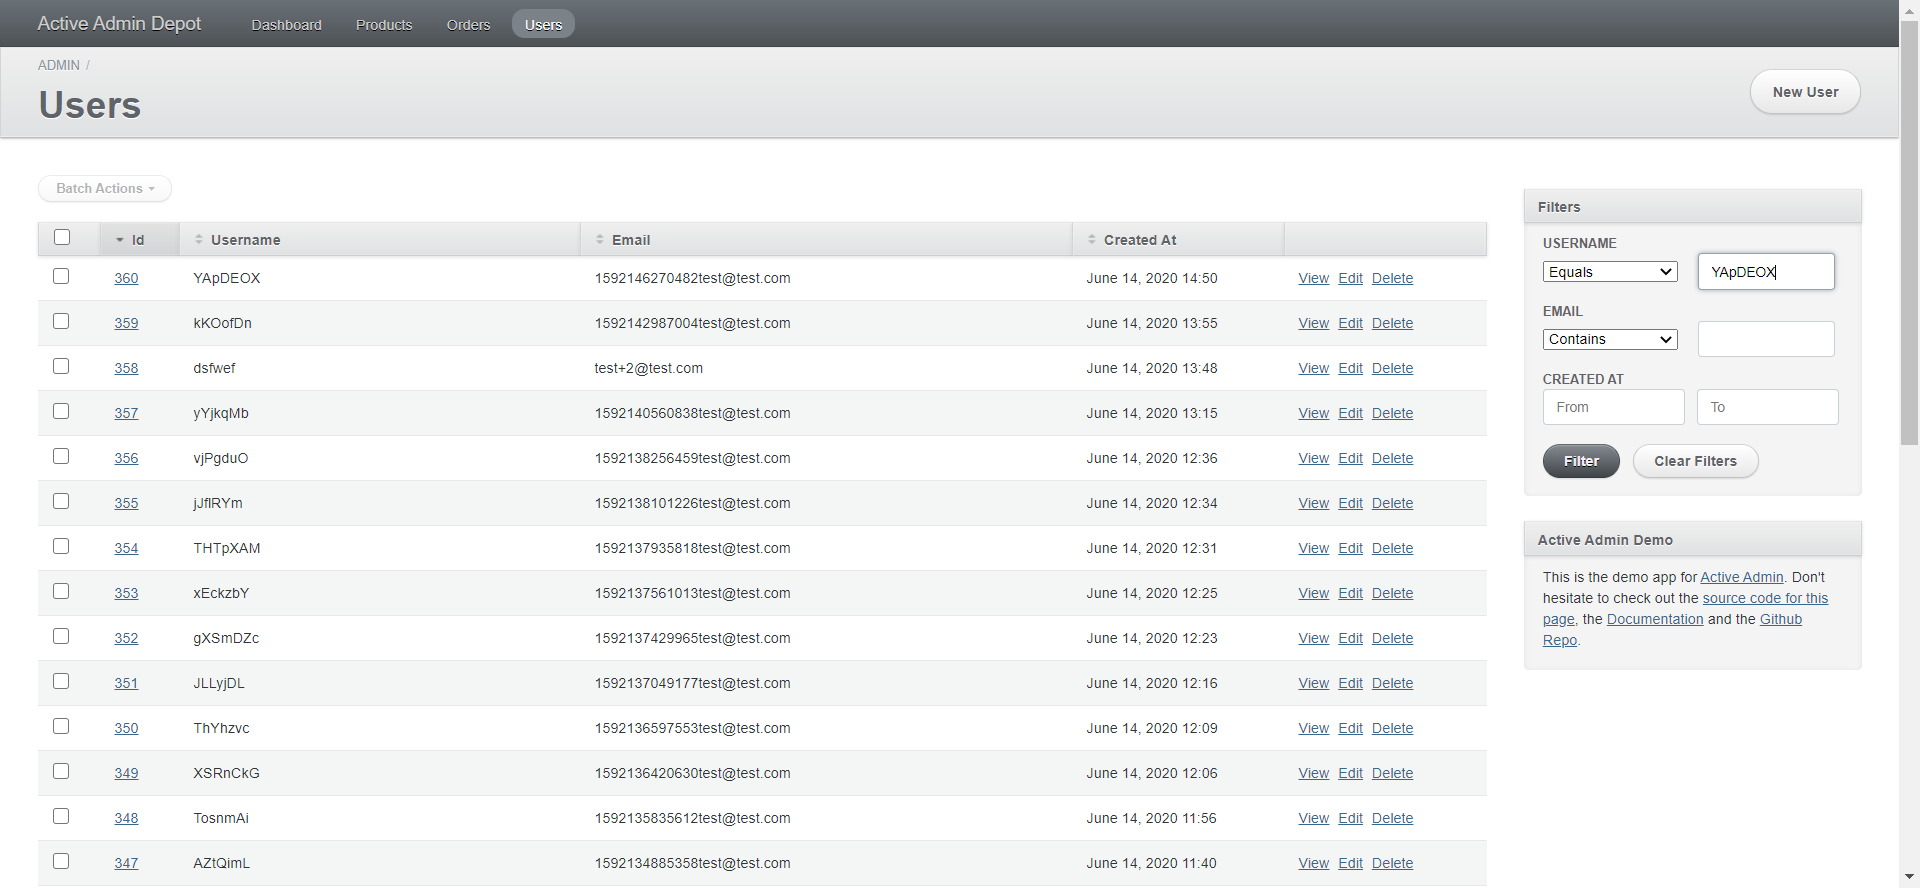 Active Admin Depot Dashboard Products Orders Users
ADMIN /
Users
New User
Batch Actions
Id Username Email Created At
360 YApDEOX 1592146270482test@test.com June 14, 2020 14:50 View Edit Delete
359 kKOofDn 1592142987004test@test.com June 14, 2020 13:55 View Edit Delete
358 dsfwef test+2@test.com June 14, 2020 13:48 View Edit Delete
357 yYjkqMb 1592140560838test@test.com June 14, 2020 13:15 View Edit Delete
356 vjPgduO 1592138256459test@test.com June 14, 2020 12:36 View Edit Delete
355 jJflRYm 1592138101226test@test.com June 14, 2020 12:34 View Edit Delete
354 THTpXAM 1592137935818test@test.com June 14, 2020 12:31 View Edit Delete
353 xEckzbY 1592137561013test@test.com June 14, 2020 12:25 View Edit Delete
352 gXSmDZc 1592137429965test@test.com June 14, 2020 12:23 View Edit Delete
351 JLLyjDL 1592137049177test@test.com June 14, 2020 12:16 View Edit Delete
350 ThYhzvc 1592136597553test@test.com June 14, 2020 12:09 View Edit Delete
349 XSRnCkG 1592136420630test@test.com June 14, 2020 12:06 View Edit Delete
348 TosnmAi 1592135835612test@test.com June 14, 2020 11:56 View Edit Delete
347 AZtQimL 1592134885358test@test.com June 14, 2020 11:40 View Edit Delete
Filters
USERNAME
Equals YApDEOX
EMAIL
Contains
CREATED AT
From To
Filter Clear Filters
Active Admin Demo
This is the demo app for Active Admin. Don't
hesitate to check out the source code for this
page, the Documentation and the Github
Repo.